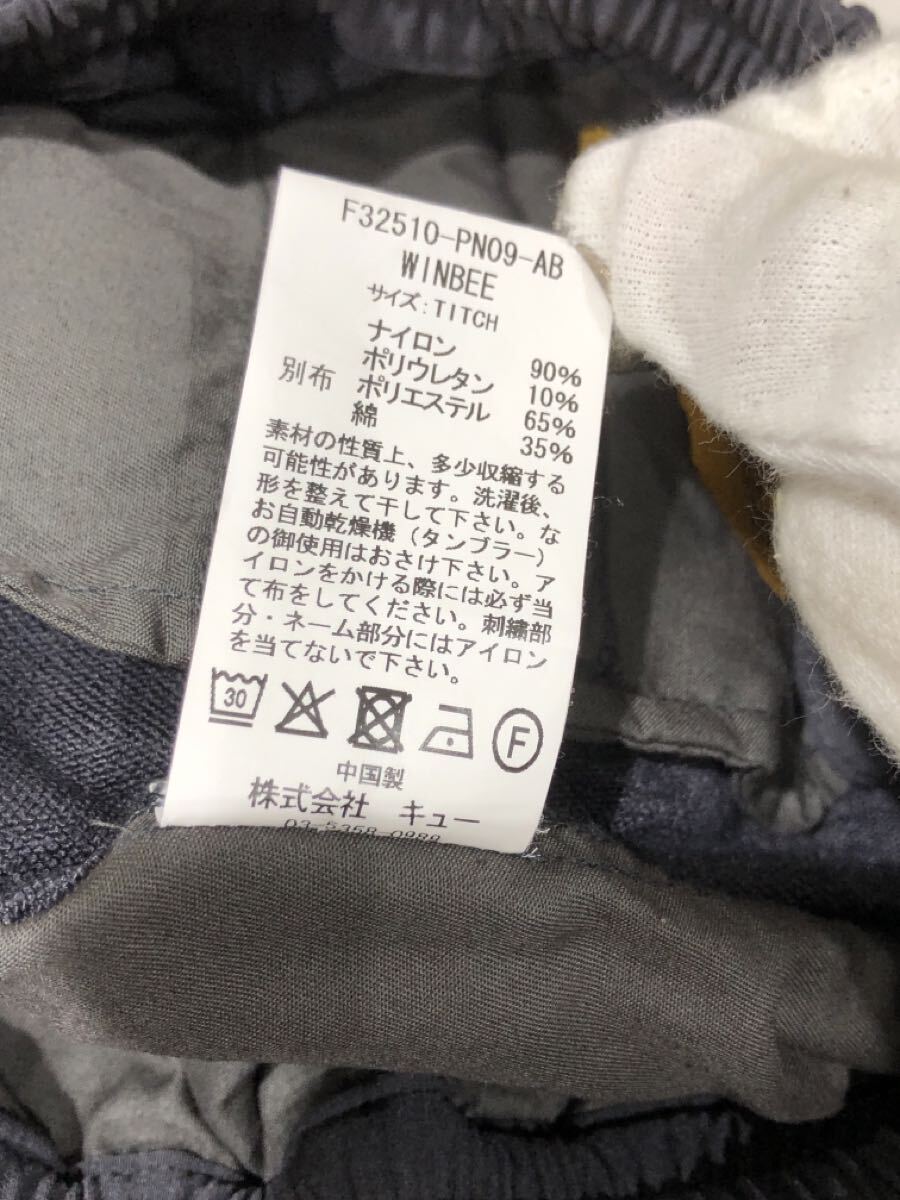 F32510-PN09-AB
WINBEE
サイズ:TITCH
ナイロン 90%
ポリウレタン 10%
別布 ポリエステル 65%
綿 35%
素材の性質上、多少収縮する
可能性があります。洗濯後、
形を整えて干して下さい。な
お自動乾燥機(タンブラー)
の御使用はおさけ下さい。ア
イロンをかける際には必ず当
て布をしてください。刺繍部
分・ネーム部分にはアイロン
を当てないで下さい。
30 F
中国製
株式会社 キュー